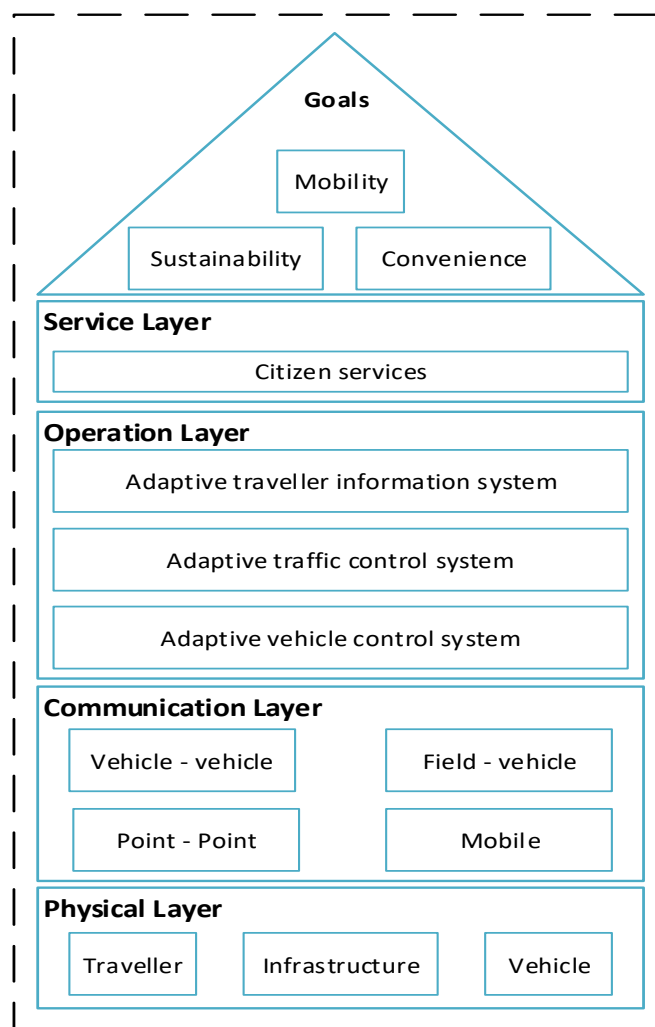 Goals
Mobility
Sustainability
Convenience
Service Layer
Citizen services
Operation Layer
Adaptive traveller information system
Adaptive traffic control system
Adaptive vehicle control system
Communication Layer
Vehicle - vehicle
Field - vehicle
Point - Point
Mobile
Physical Layer
Traveller
Infrastructure
Vehicle